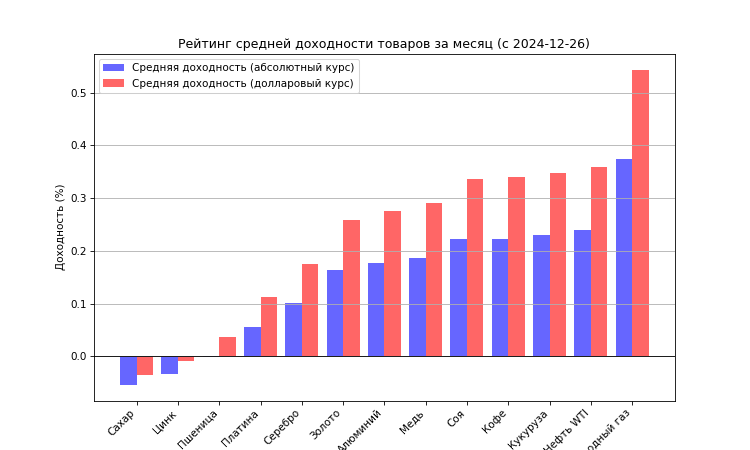 Рейтинг средней доходности товаров за месяц (с 2024-12-26)
Средняя доходность (абсолютный курс)
Средняя доходность (долларовый курс)
Доходность (%)
0.5
0.4
0.3
0.2
0.1
0.0
Сахар
Цинк
Пшеница
Платина
Серебро
Золото
Алюминий
Медь
Соя
Кофе
Кукуруза
Нефть WTI
газ